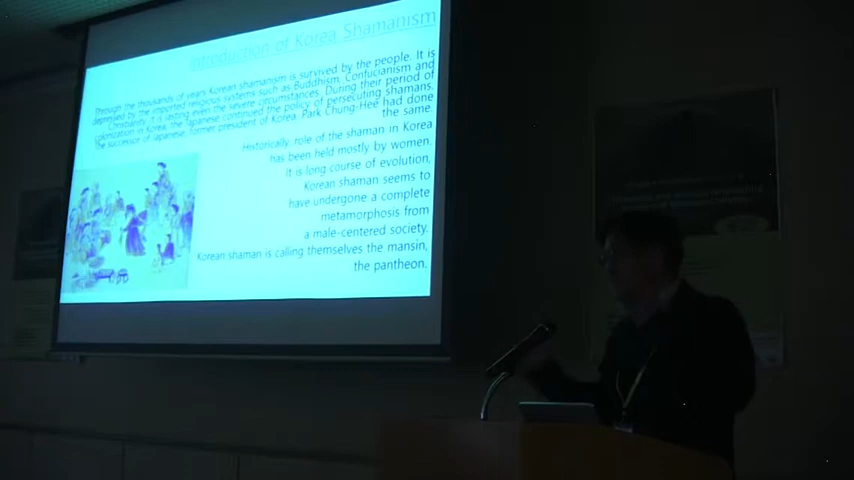 Introduction of Korea Shamanism
Through the thousands of years Korean shamanism is survived by the people. It is
depressed by the imported religious systems such as Buddhism, Confucianism and
Christianity. It is lasting even the severe circumstances. During their period of
colonization in Korea, the Japanese continued the policy of persecuting shamans.
The successor of Japanese, former president of Korea. Park Chung-Hee had done
the same.
Historically, role of the shaman in Korea
has been held mostly by women.
It is long course of evolution,
Korean shaman seems to
have undergone a complete
metamorphosis from
a male-centered society.
Korean shaman is calling themselves the mansin,
the pantheon.